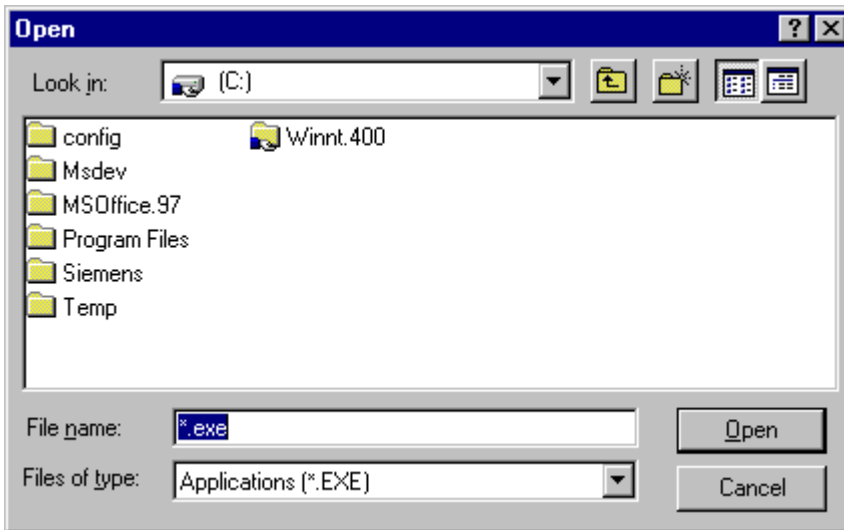 Open
Look in: (C:)
config Winnt.400
Msdev
MSOffice.97
Program Files
Siemens
Temp
File name: *.exe Open
Files of type: Applications (*.EXE) Cancel